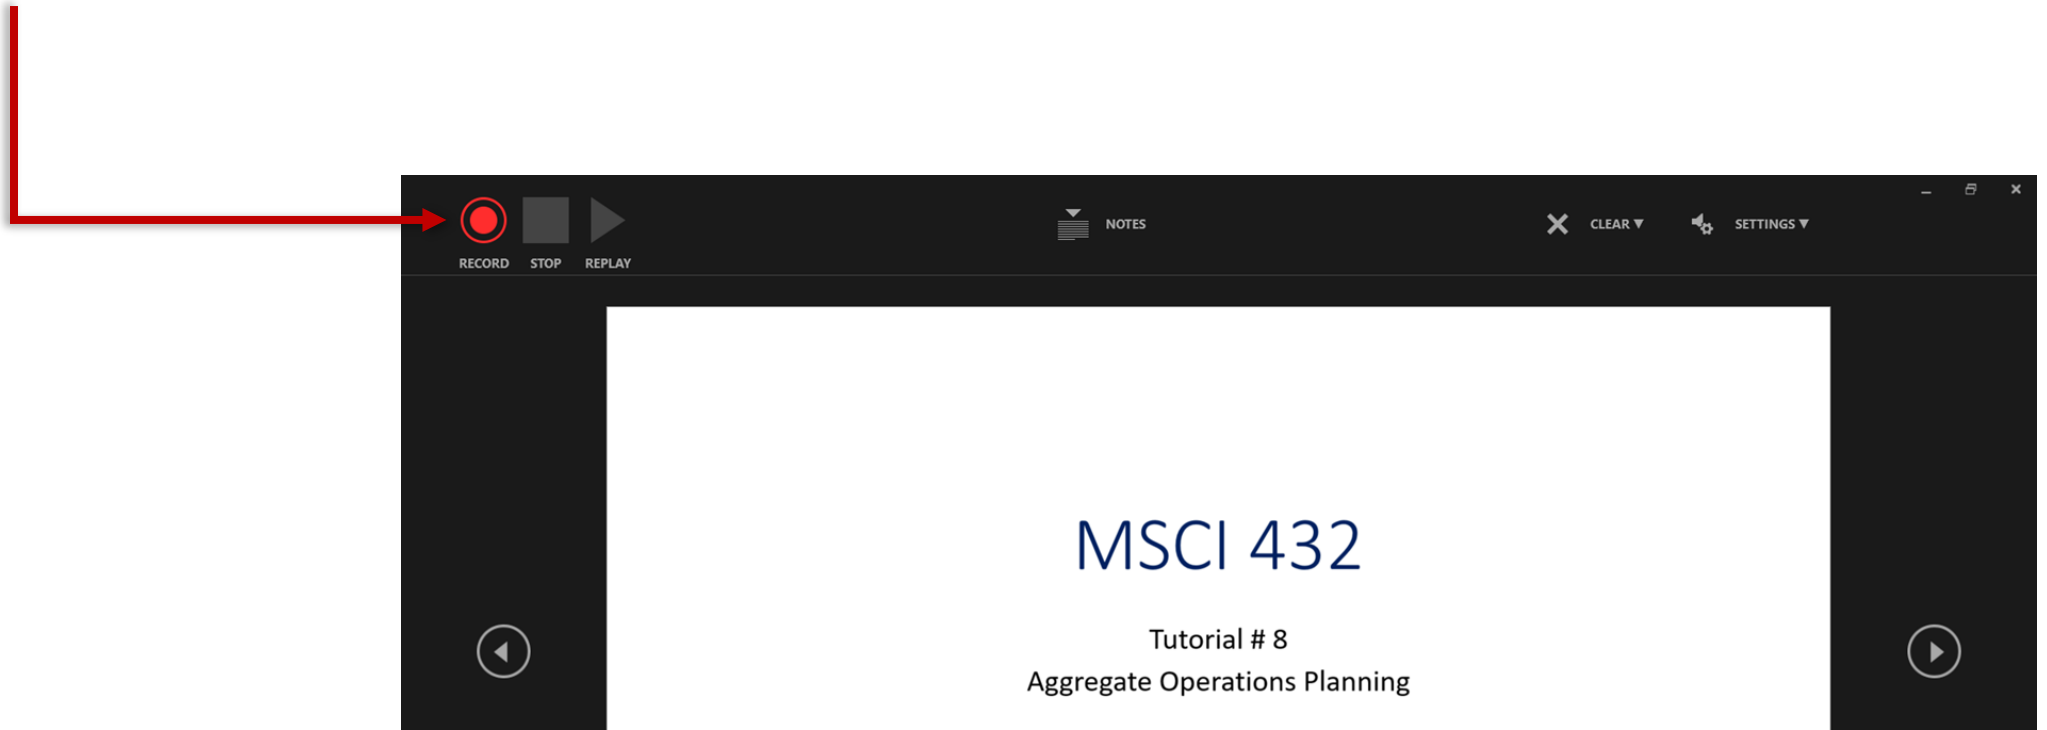 RECORD STOP REPLAY
NOTES
CLEAR
SETTINGS
MSCI 432
Tutorial # 8
Aggregate Operations Planning